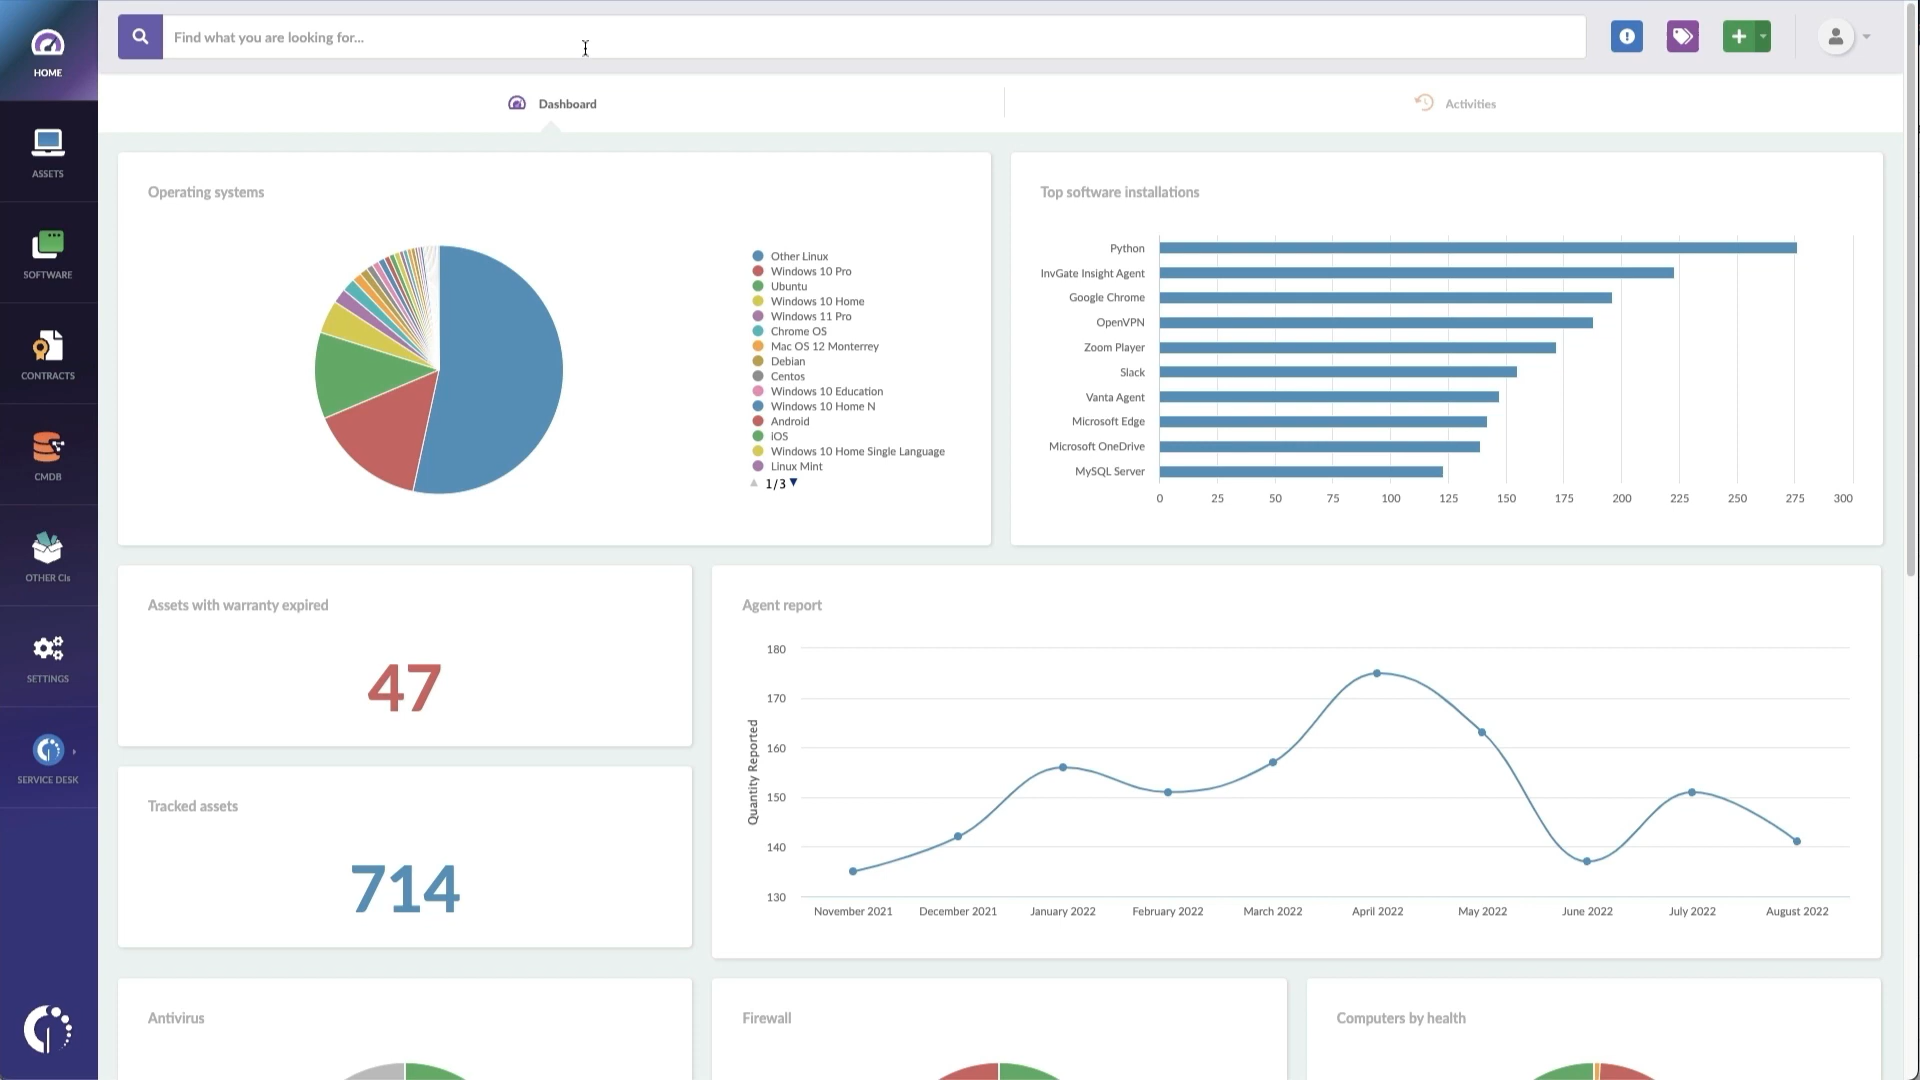 HOME
ASSETS
SOFTWARE
CONTRACTS
CMDB
OTHER CIs
SETTINGS
SERVICE DESK
Find what you are looking for...
Dashboard
Activities
Operating systems
Other Linux
Windows 10 Pro
Ubuntu
Windows 10 Home
Windows 11 Pro
Chrome OS
Mac OS 12 Monterrey
Debian
Centos
Windows 10 Education
Windows 10 Home N
Android
iOS
Windows 10 Home Single Language
Linux Mint
1/3
Top software installations
Python
InvGate Insight Agent
Google Chrome
OpenVPN
Zoom Player
Slack
Vanta Agent
Microsoft Edge
Microsoft OneDrive
MySQL Server
0 25 50 75 100 125 150 175 200 225 250 275 300
Assets with warranty expired
47
Tracked assets
714
Agent report
Quantity Reported
180
170
160
150
140
130
November 2021 December 2021 January 2022 February 2022 March 2022 April 2022 May 2022 June 2022 July 2022 August 2022
Antivirus
Firewall
Computers by health